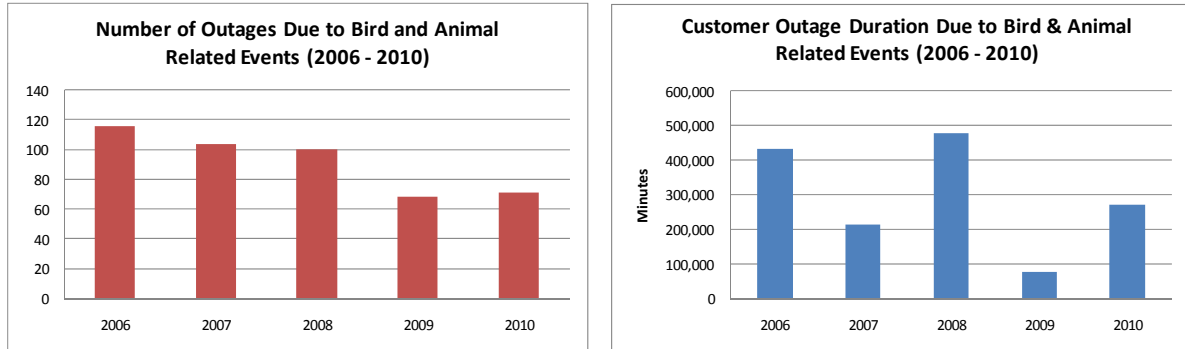 Number of Outages Due to Bird and Animal
Related Events (2006 - 2010)
140
120
100
80
60
40
20
0
2006 2007 2008 2009 2010
Customer Outage Duration Due to Bird & Animal
Related Events (2006 - 2010)
600,000
500,000
400,000
300,000
200,000
100,000
0
Minutes
2006 2007 2008 2009 2010